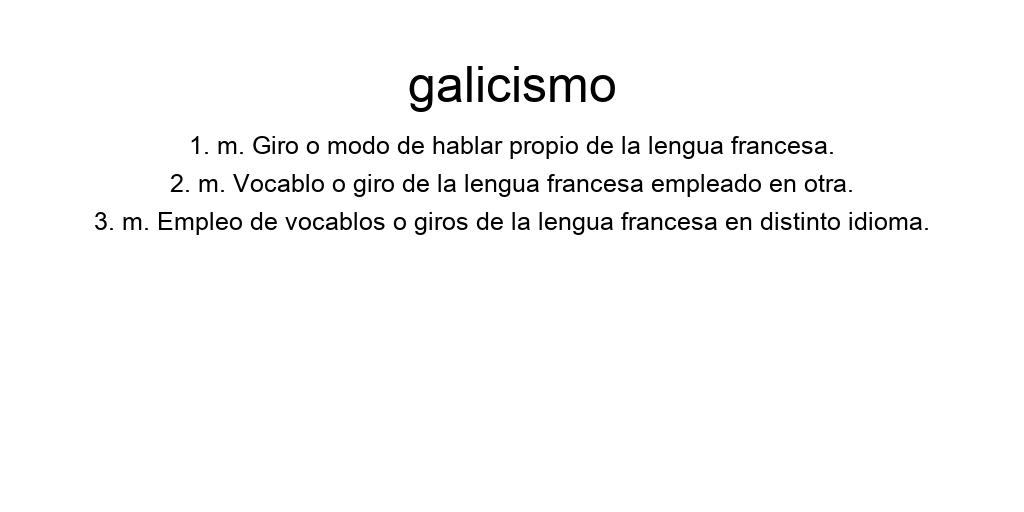 galicismo
1. m. Giro o modo de hablar propio de la lengua francesa.
2. m. Vocablo o giro de la lengua francesa empleado en otra.
3. m. Empleo de vocablos o giros de la lengua francesa en distinto idioma.